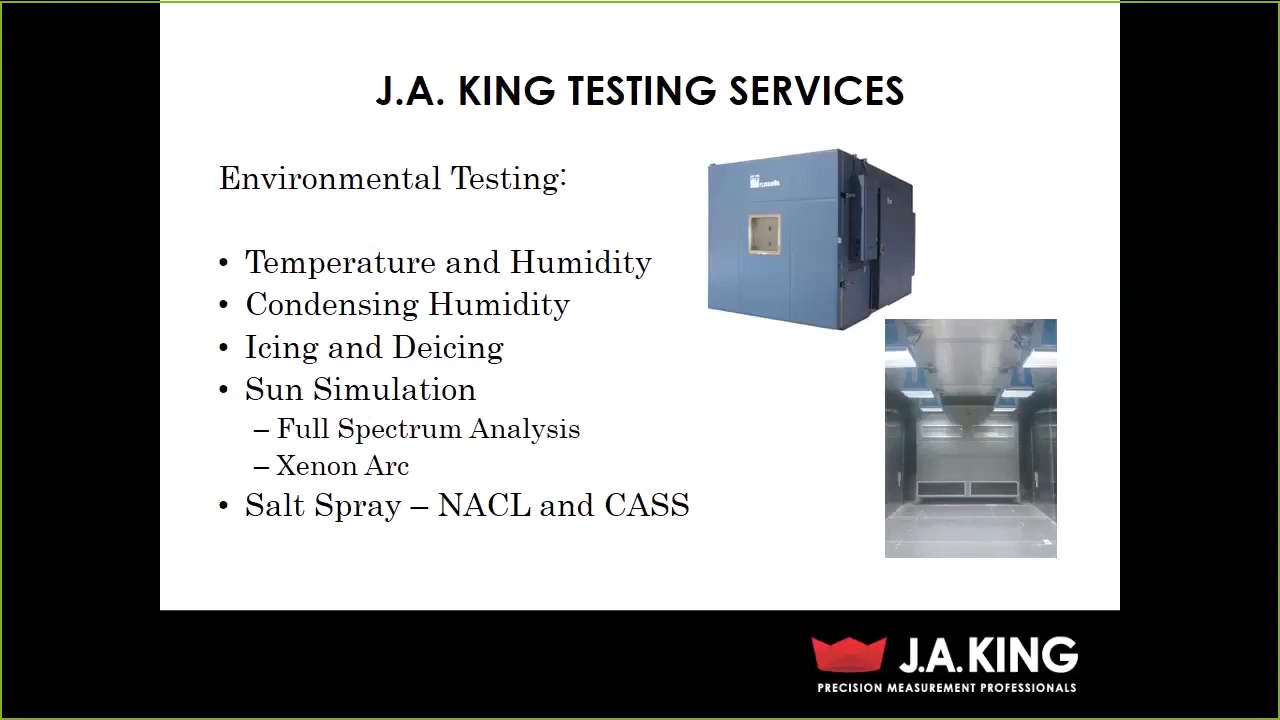 J.A. KING TESTING SERVICES
Environmental Testing:
• Temperature and Humidity
• Condensing Humidity
• Icing and Deicing
• Sun Simulation
– Full Spectrum Analysis
– Xenon Arc
• Salt Spray – NACL and CASS
russells
J.A. KING
PRECISION MEASUREMENT PROFESSIONALS